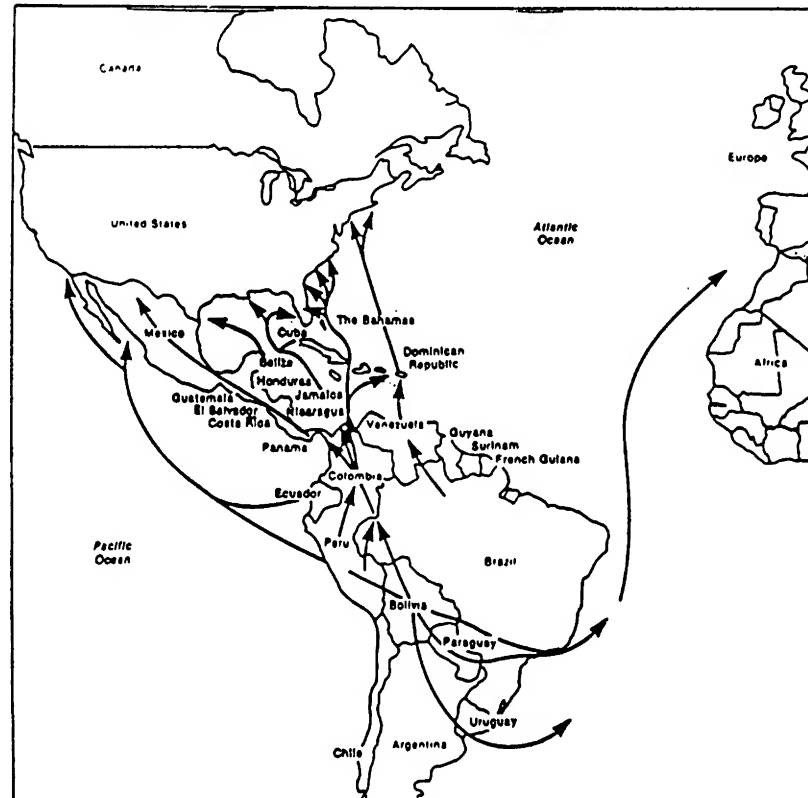 Canada
Europe
United States
Atlantic
Ocean
The Bahamas
Mexico
Cuba
Dominican
Republic
Africa
Belize
Honduras
Guatemala
Jamaica
El Salvador
Nicaragua
Costa Rica
Venezuela
Guyana
Surinam
French Guiana
Panama
Colombia
Ecuador
Pacific
Ocean
Peru
Brazil
Bolivia
Paraguay
Uruguay
Chile
Argentina